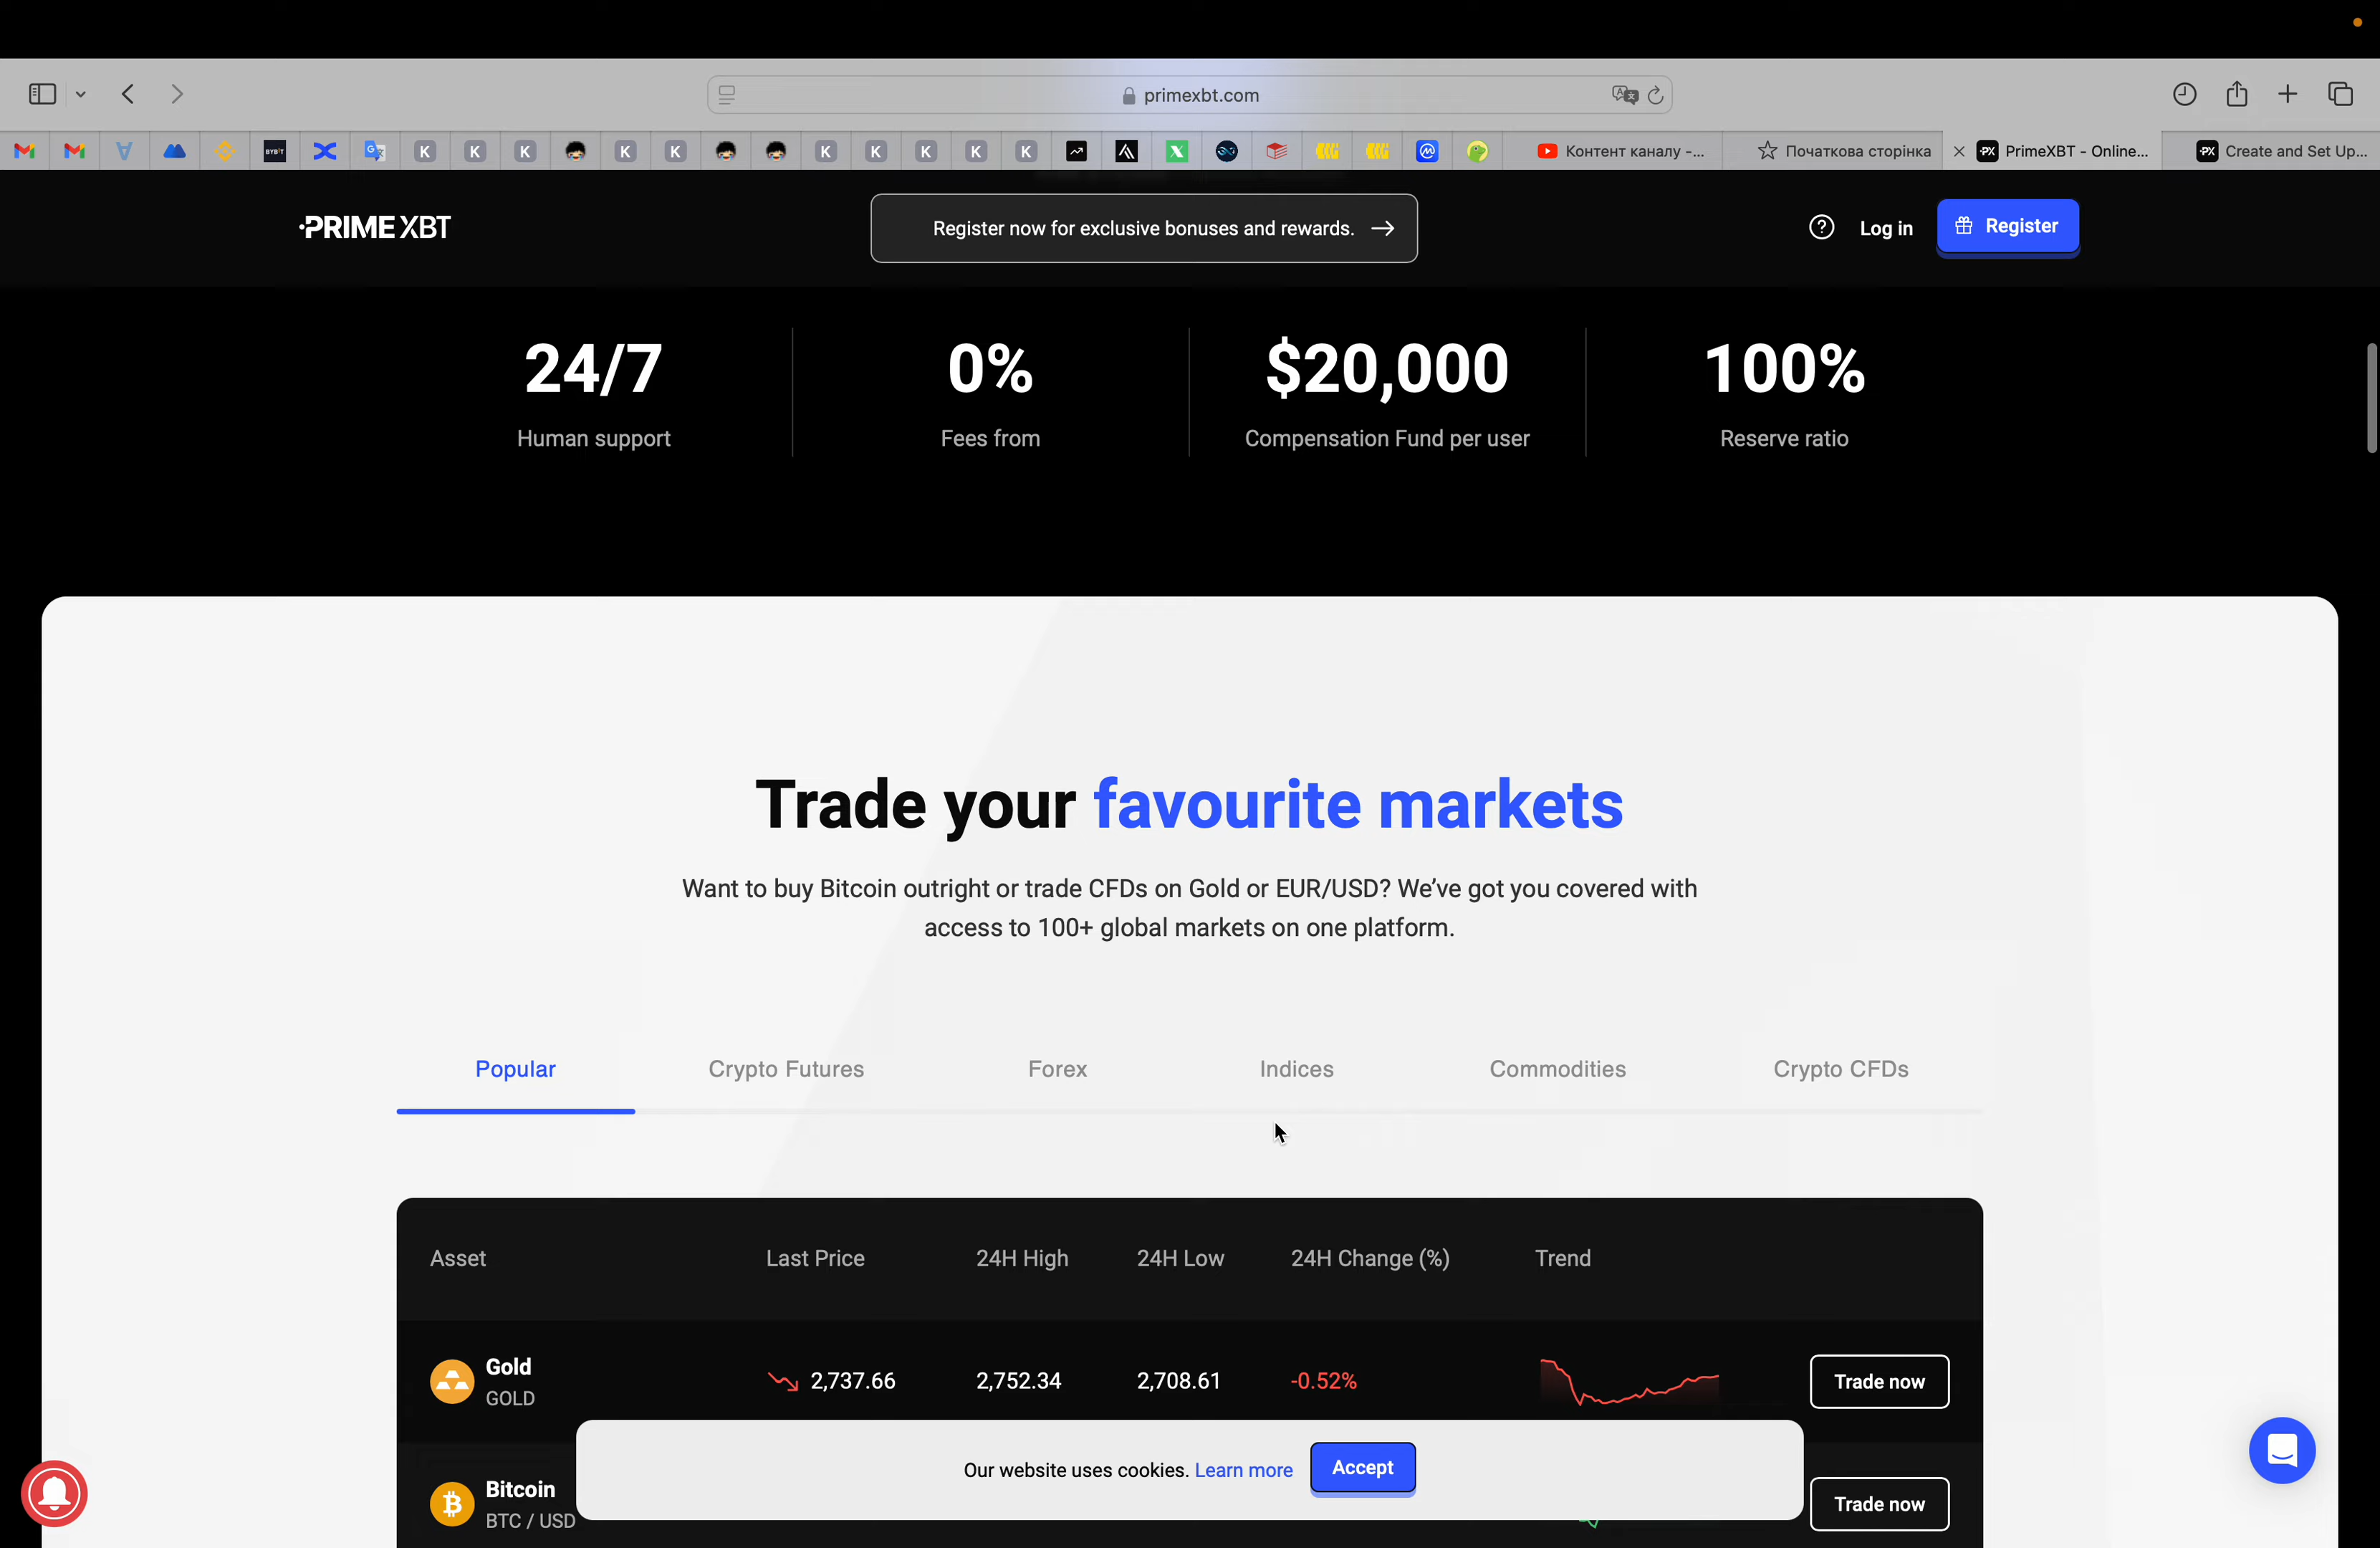 primexbt.com
BYBIT
K K K K K K K K K K
Контент каналу -...
Початкова сторінка
PX PrimeXBT - Online...
PX Create and Set Up...
PRIME XBT
Register now for exclusive bonuses and rewards. →
? Log in
Register
24/7 0% $20,000 100%
Human support Fees from Compensation Fund per user Reserve ratio
Trade your favourite markets
Want to buy Bitcoin outright or trade CFDs on Gold or EUR/USD? We’ve got you covered with
access to 100+ global markets on one platform.
Popular Crypto Futures Forex Indices Commodities Crypto CFDs
Asset Last Price 24H High 24H Low 24H Change (%) Trend
Gold
GOLD
2,737.66 2,752.34 2,708.61 -0.52% Trade now
Our website uses cookies. Learn more Accept
Bitcoin
BTC / USD
Trade now